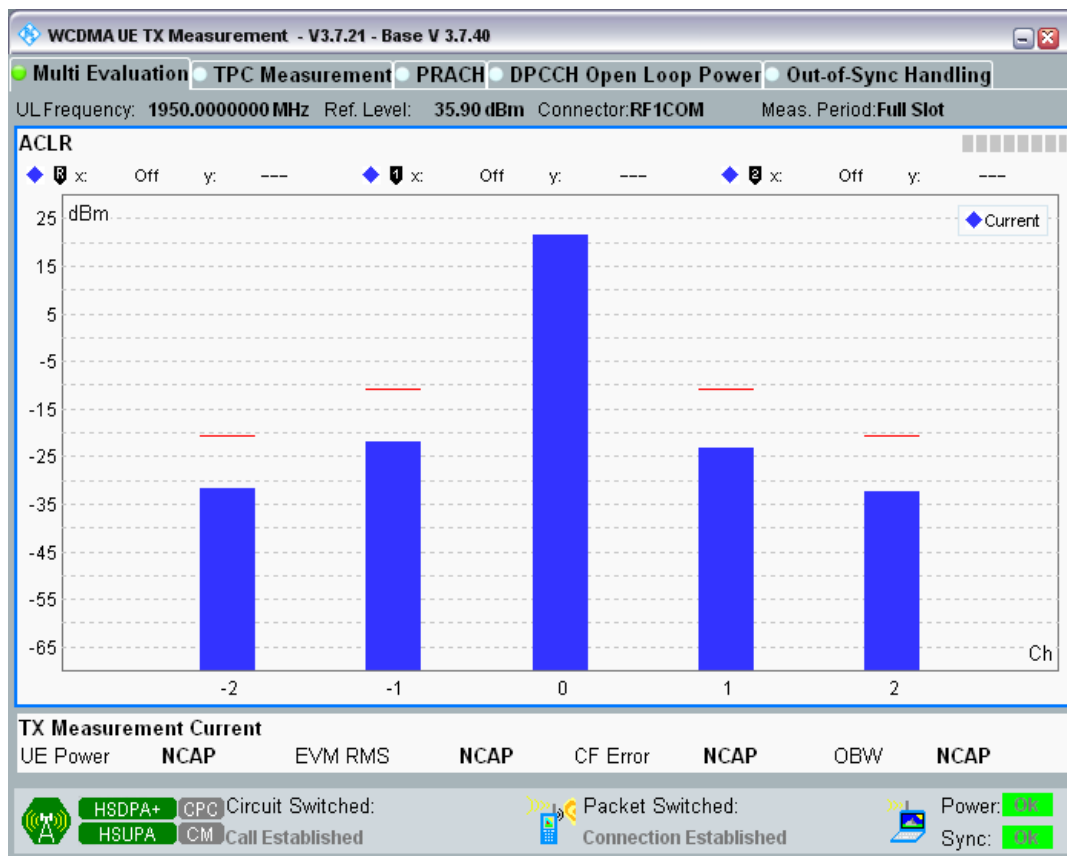 WCDMA UE TX Measurement - V3.7.21 - Base V 3.7.40
Multi Evaluation TPC Measurement PRACH DPCCH Open Loop Power Out-of-Sync Handling
UL Frequency: 1950.0000000 MHz Ref. Level: 35.90 dBm Connector:RF1COM Meas. Period:Full Slot
ACLR
R x: Off y: --- 1 x: Off y: --- 2 x: Off y: ---
dBm
Current
25
15
5
-5
-15
-25
-35
-45
-55
-65
Ch
-2 -1 0 1 2
TX Measurement Current
UE Power NCAP EVM RMS NCAP CF Error NCAP OBW NCAP
HSDPA+ CPC Circuit Switched: Packet Switched: Power: Ok
HSUPA CM Call Established Connection Established Sync: Ok